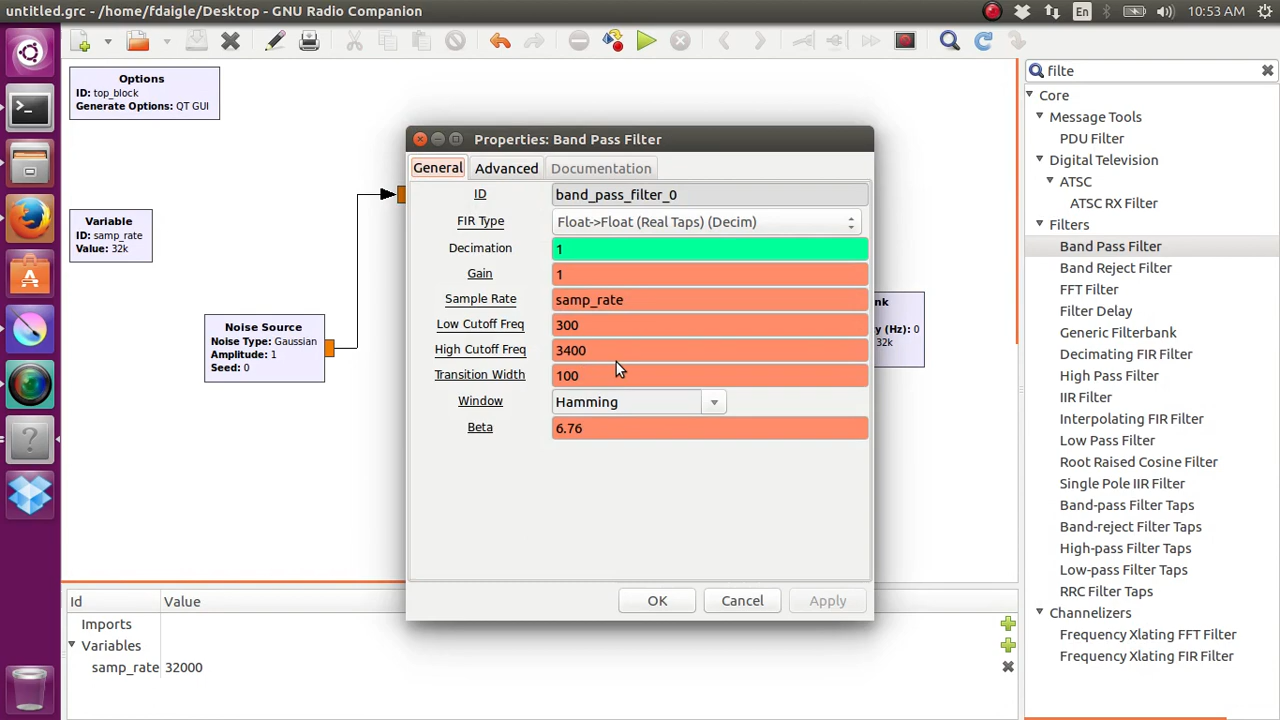 untitled.grc - /home/fdaigle/Desktop - GNU Radio Companion
En
10:53 AM
Options
ID: top_block
Generate Options: QT GUI
Variable
ID: samp_rate
Value: 32k
Noise Source
Noise Type: Gaussian
Amplitude: 1
Seed: 0
Properties: Band Pass Filter
General
Advanced
Documentation
ID
band_pass_filter_0
FIR Type
Float->Float (Real Taps) (Decim)
Decimation
1
Gain
1
Sample Rate
samp_rate
Low Cutoff Freq
300
High Cutoff Freq
3400
Transition Width
100
Window
Hamming
Beta
6.76
OK
Cancel
Apply
nk
y (Hz): 0
32k
filte
Core
Message Tools
PDU Filter
Digital Television
ATSC
ATSC RX Filter
Filters
Band Pass Filter
Band Reject Filter
FFT Filter
Filter Delay
Generic Filterbank
Decimating FIR Filter
High Pass Filter
IIR Filter
Interpolating FIR Filter
Low Pass Filter
Root Raised Cosine Filter
Single Pole IIR Filter
Band-pass Filter Taps
Band-reject Filter Taps
High-pass Filter Taps
Low-pass Filter Taps
RRC Filter Taps
Channelizers
Frequency Xlating FFT Filter
Frequency Xlating FIR Filter
Id
Value
Imports
Variables
samp_rate
32000